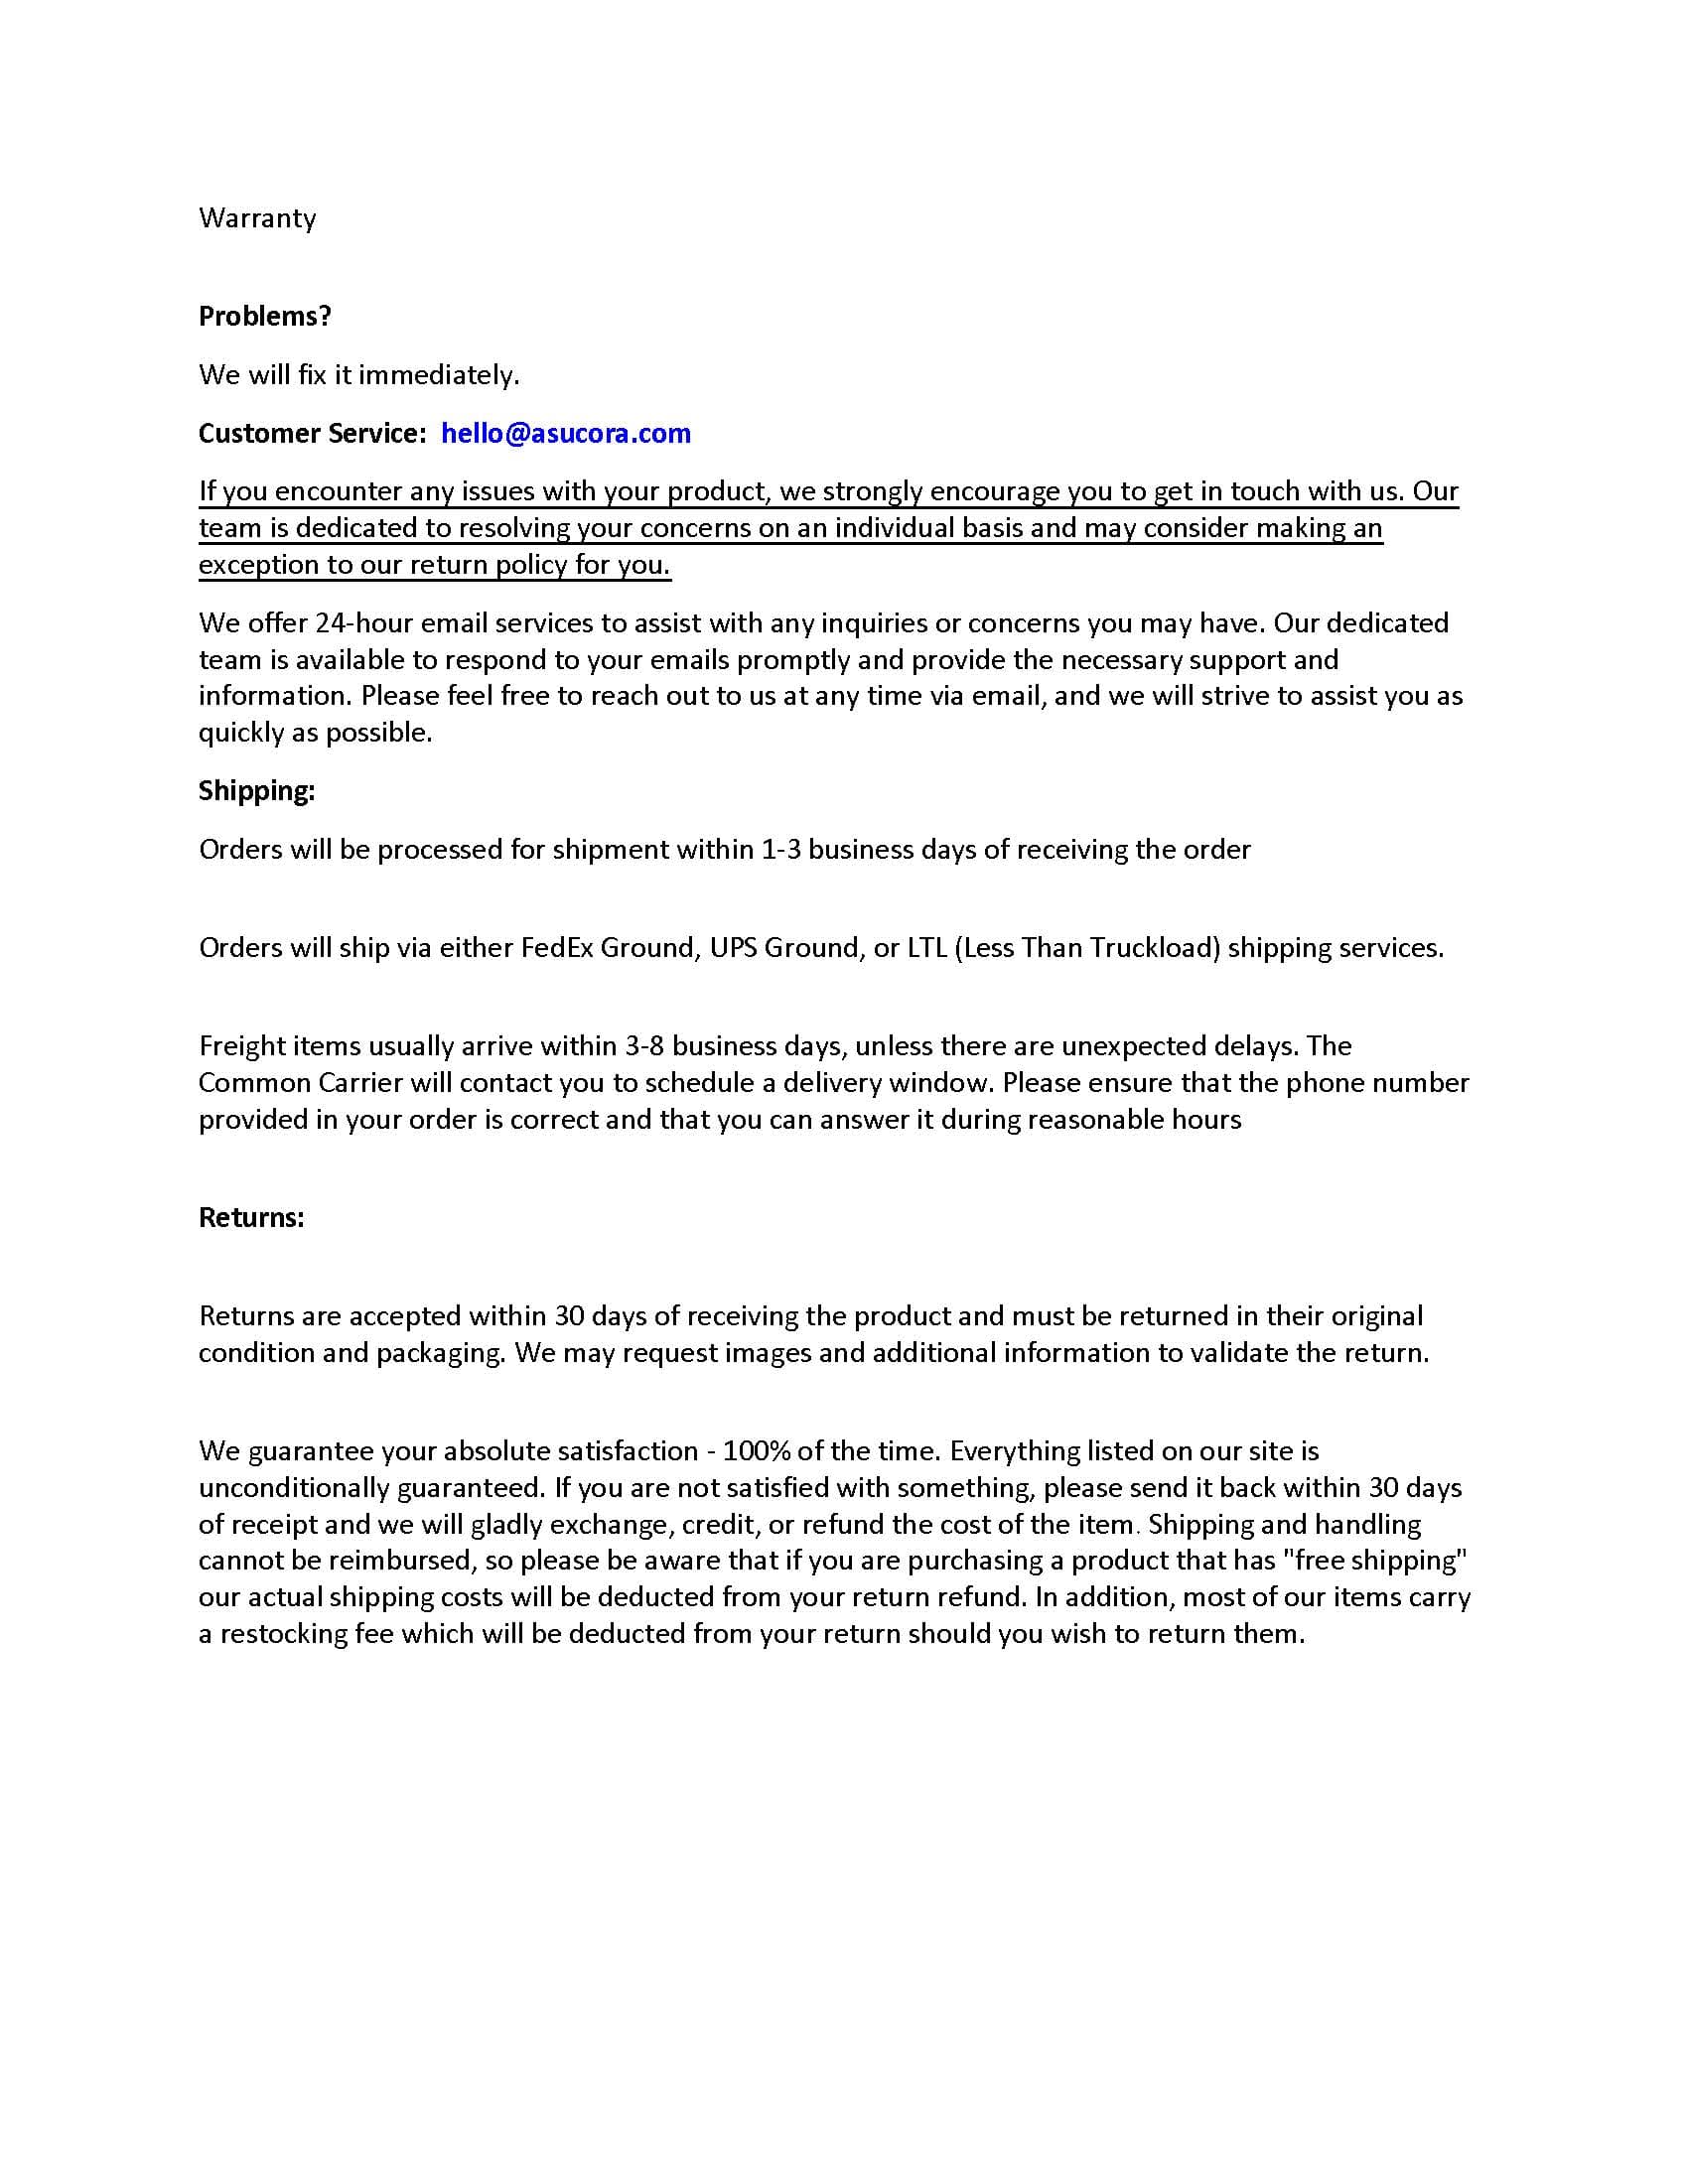 Warranty
Problems?
We will fix it immediately.
Customer Service:  hello@asucora.com
If you encounter any issues with your product, we strongly encourage you to get in touch with us. Our
team is dedicated to resolving your concerns on an individual basis and may consider making an
exception to our return policy for you.
We offer 24-hour email services to assist with any inquiries or concerns you may have. Our dedicated
team is available to respond to your emails promptly and provide the necessary support and
information. Please feel free to reach out to us at any time via email, and we will strive to assist you as
quickly as possible.
Shipping:
Orders will be processed for shipment within 1-3 business days of receiving the order
Orders will ship via either FedEx Ground, UPS Ground, or LTL (Less Than Truckload) shipping services.
Freight items usually arrive within 3-8 business days, unless there are unexpected delays. The
Common Carrier will contact you to schedule a delivery window. Please ensure that the phone number
provided in your order is correct and that you can answer it during reasonable hours
Returns:
Returns are accepted within 30 days of receiving the product and must be returned in their original
condition and packaging. We may request images and additional information to validate the return.
We guarantee your absolute satisfaction - 100% of the time. Everything listed on our site is
unconditionally guaranteed. If you are not satisfied with something, please send it back within 30 days
of receipt and we will gladly exchange, credit, or refund the cost of the item. Shipping and handling
cannot be reimbursed, so please be aware that if you are purchasing a product that has "free shipping"
our actual shipping costs will be deducted from your return refund. In addition, most of our items carry
a restocking fee which will be deducted from your return should you wish to return them.